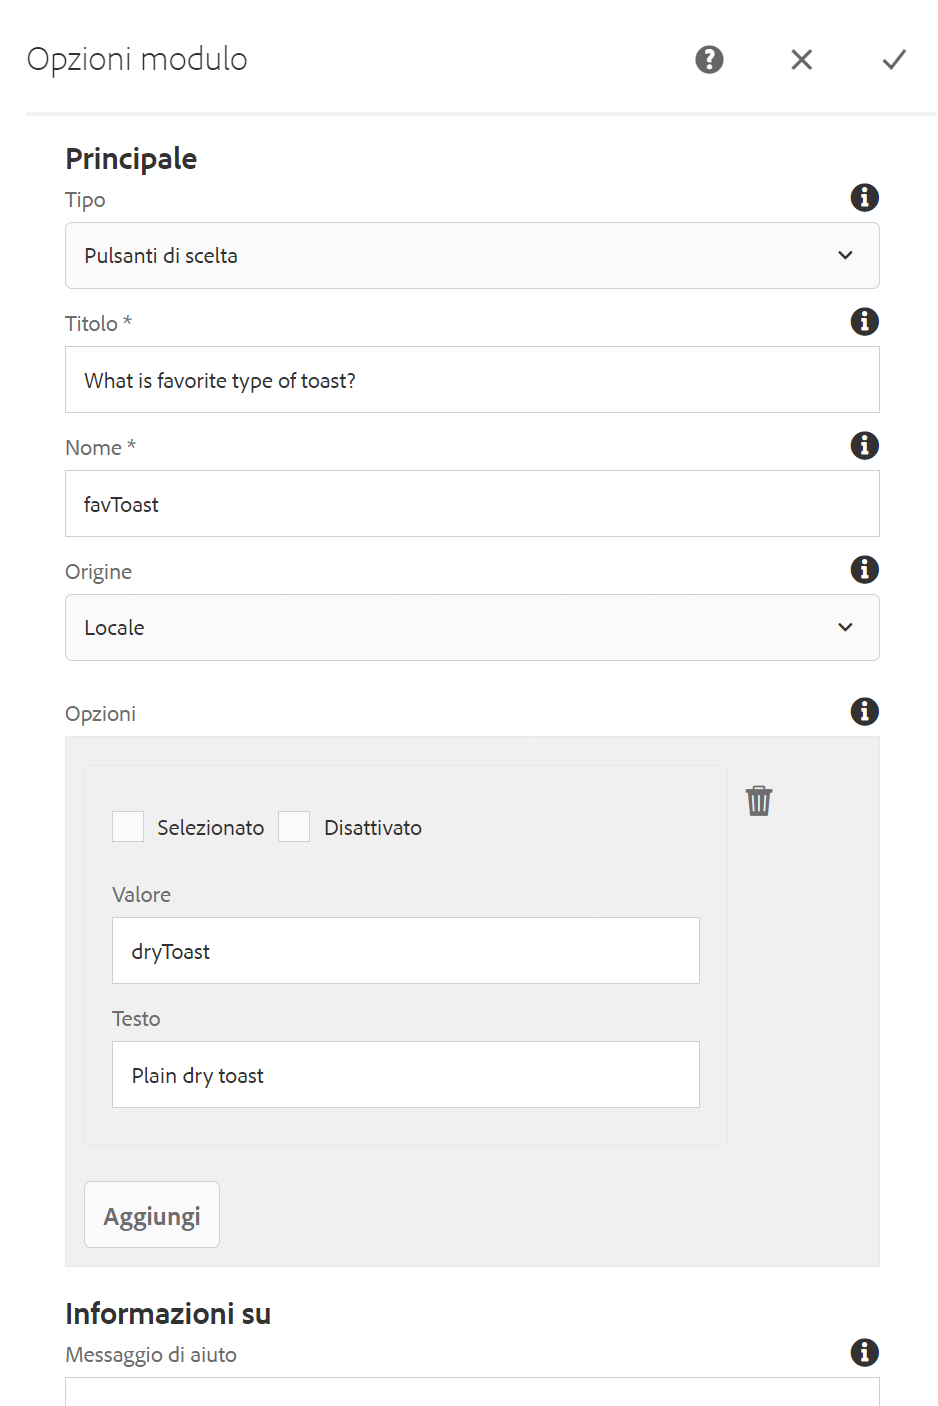 Opzioni modulo
Principale
Tipo
Pulsanti di scelta
Titolo *
What is favorite type of toast?
Nome *
favToast
Origine
Locale
Opzioni
Selezionato Disattivato
Valore
dryToast
Testo
Plain dry toast
Aggiungi
Informazioni su
Messaggio di aiuto